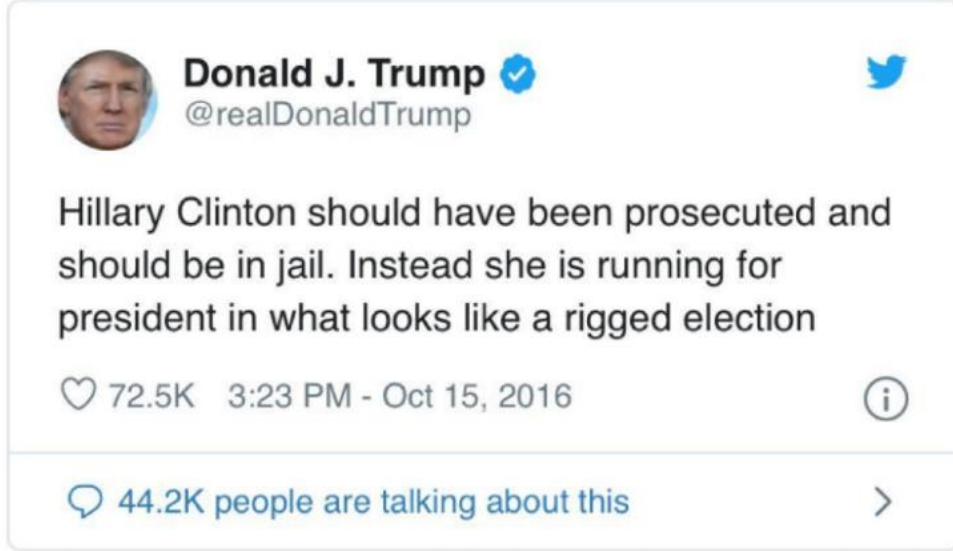 Donald J. Trump
@realDonaldTrump
Hillary Clinton should have been prosecuted and
should be in jail. Instead she is running for
president in what looks like a rigged election
72.5K 3:23 PM - Oct 15, 2016
44.2K people are talking about this